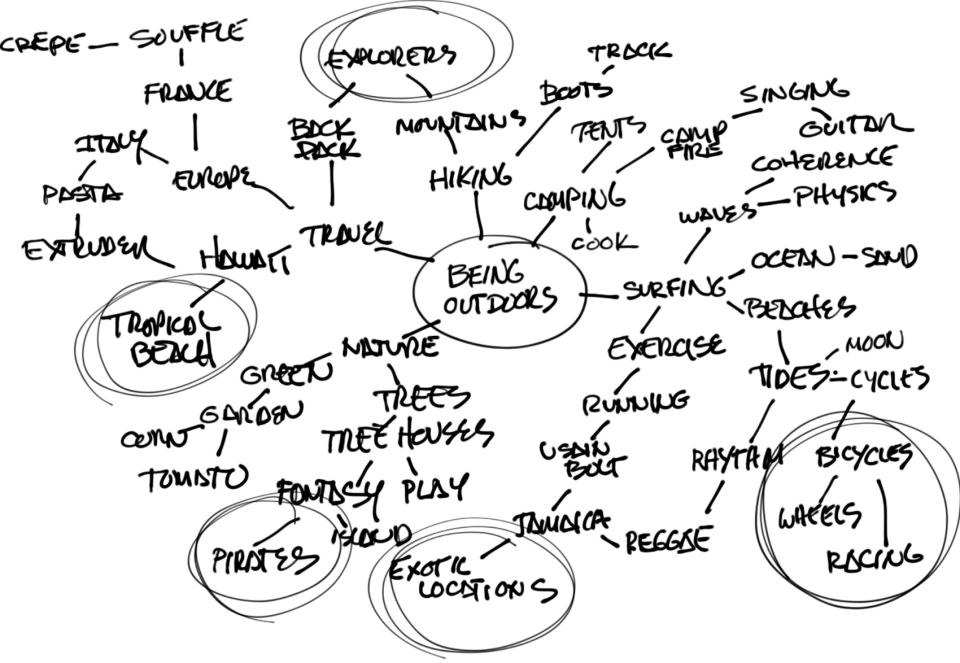 CREPE
SOUFFLE
FRANCE
ITALY
PASTA
EXTRUDER
EUROPE
HAWAII
TROPICAL
BEACH
EXPLORERS
BACK
PACK
MOUNTAINS
TRAVEL
HIKING
BOOTS
TRACK
TENTS
CAMP
FIRE
SINGING
GUITAR
CAMPING
COOK
BEING
OUTDOORS
WAVES
COHERENCE
PHYSICS
SURFING
OCEAN
SAND
BEACHES
TIDES
MOON
CYCLES
BICYCLES
WHEELS
RACING
RHYTHM
REGGAE
EXERCISE
RUNNING
USAIN
BOLT
JAMAICA
EXOTIC
LOCATIONS
NATURE
GREEN
GARDEN
CORN
TOMATO
TREES
TREE HOUSES
FANTASY
PLAY
ISLAND
PIRATES